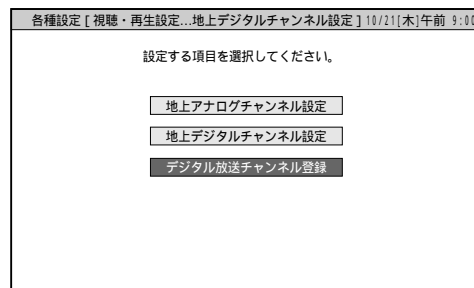 各種設定 [ 視聴・再生設定...地上デジタルチャンネル設定 ] 10/21[木]午前 9:00
設定する項目を選択してください。
地上アナログチャンネル設定
地上デジタルチャンネル設定
デジタル放送チャンネル登録